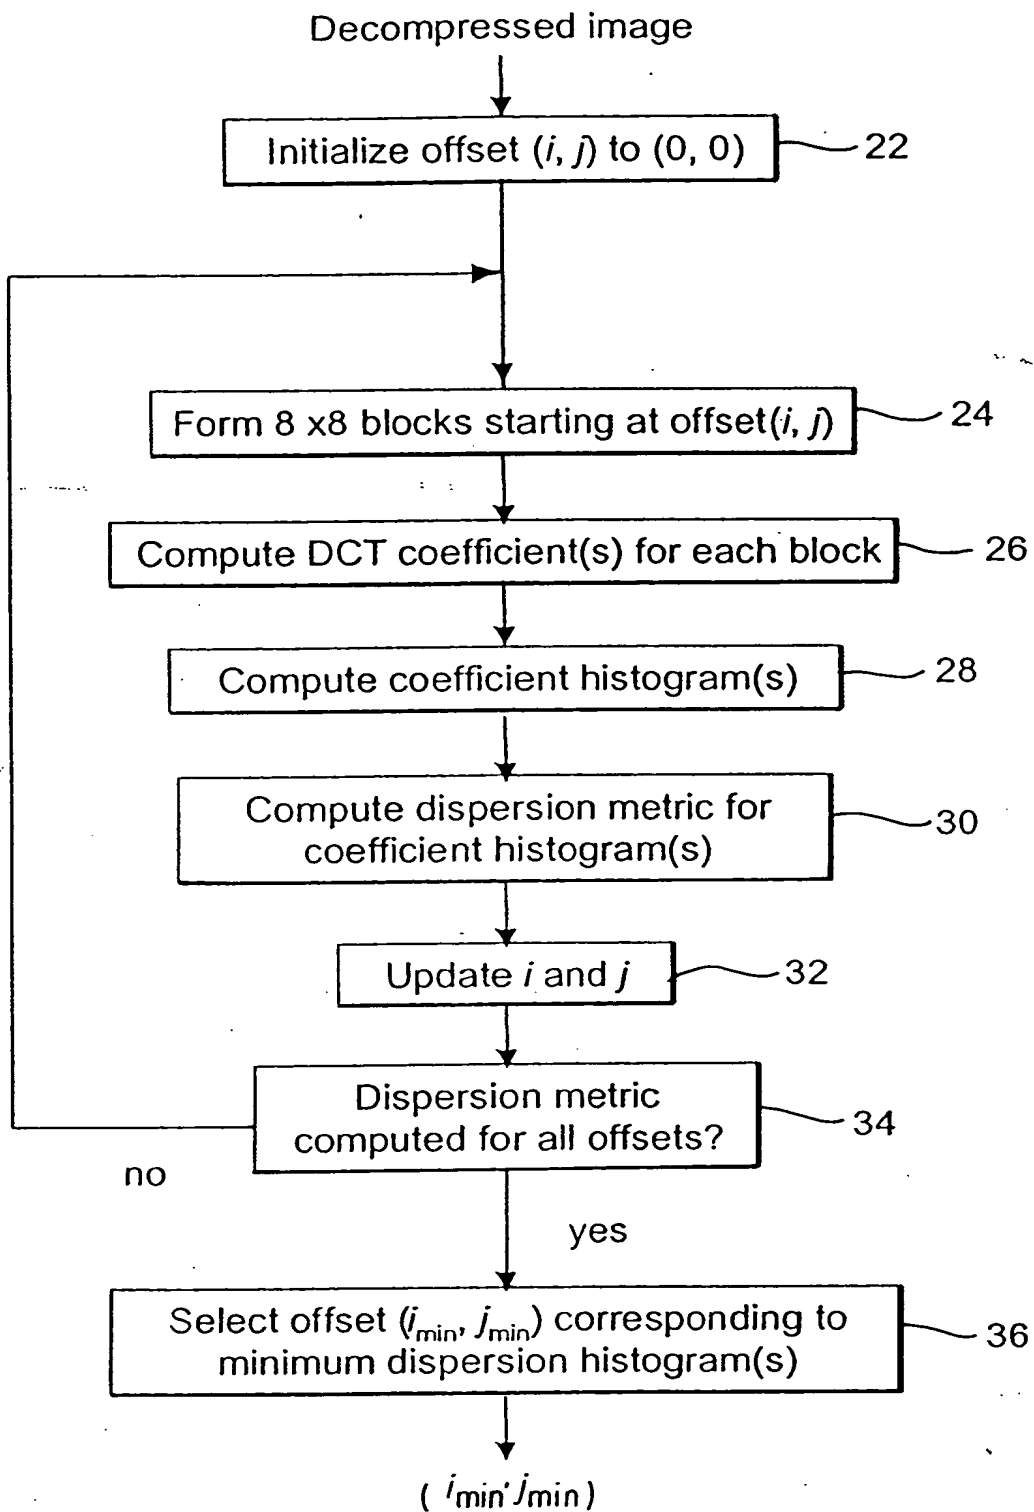 Decompressed image
Initialize offset (i, j) to (0, 0)
22
Form 8 x8 blocks starting at offset(i, j)
24
Compute DCT coefficient(s) for each block
26
Compute coefficient histogram(s)
28
Compute dispersion metric for
coefficient histogram(s)
30
Update i and j
32
Dispersion metric
computed for all offsets?
34
no
yes
Select offset (imin, jmin) corresponding to
minimum dispersion histogram(s)
36
( imin, jmin )